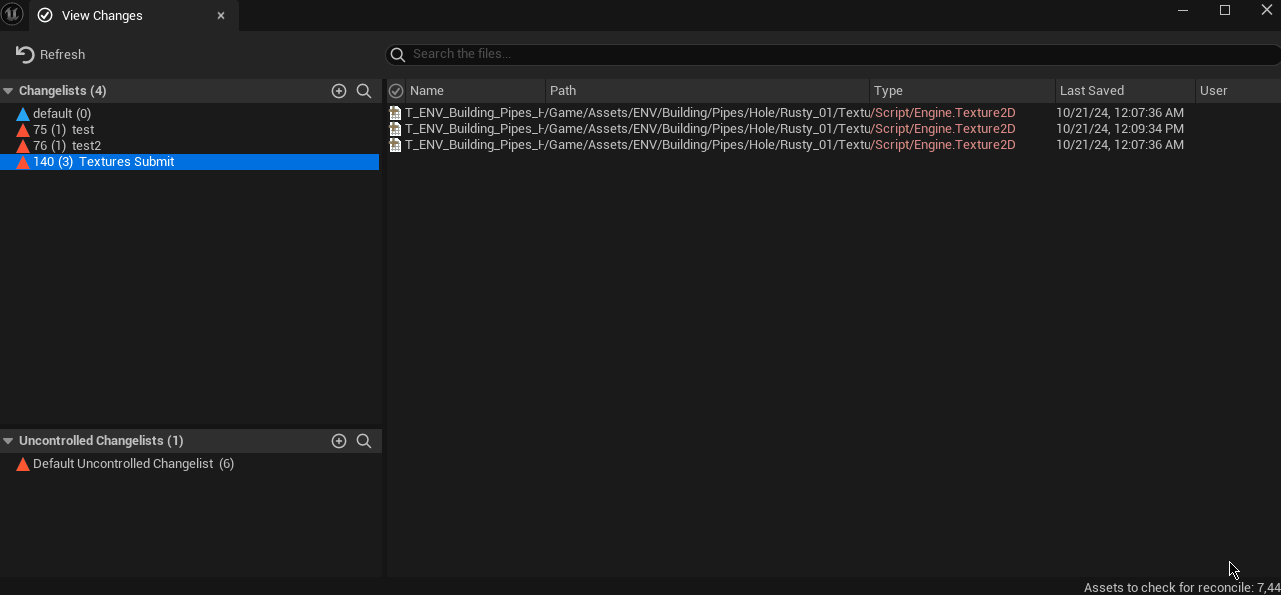 View Changes
Refresh
Search the files...
Changelists (4)
default (0)
75 (1) test
76 (1) test2
140 (3) Textures Submit
Name Path Type Last Saved User
T_ENV_Building_Pipes_H/Game/Assets/ENV/Building/Pipes/Hole/Rusty_01/Textu/Script/Engine.Texture2D 10/21/24, 12:07:36 AM
T_ENV_Building_Pipes_H/Game/Assets/ENV/Building/Pipes/Hole/Rusty_01/Textu/Script/Engine.Texture2D 10/21/24, 12:09:34 PM
T_ENV_Building_Pipes_H/Game/Assets/ENV/Building/Pipes/Hole/Rusty_01/Textu/Script/Engine.Texture2D 10/21/24, 12:07:36 AM
Uncontrolled Changelists (1)
Default Uncontrolled Changelist (6)
Assets to check for reconcile: 7,44